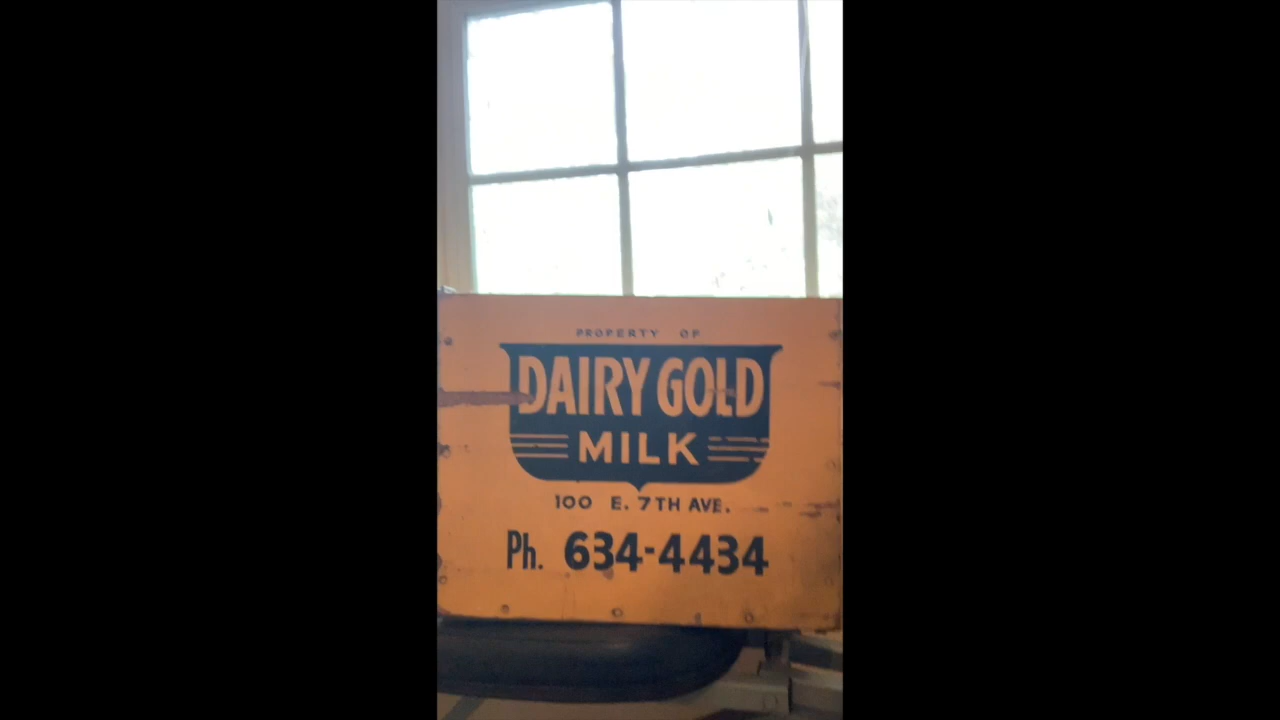 PROPERTY OF
DAIRY GOLD
MILK
100 E. 7TH AVE.
Ph. 634-4434